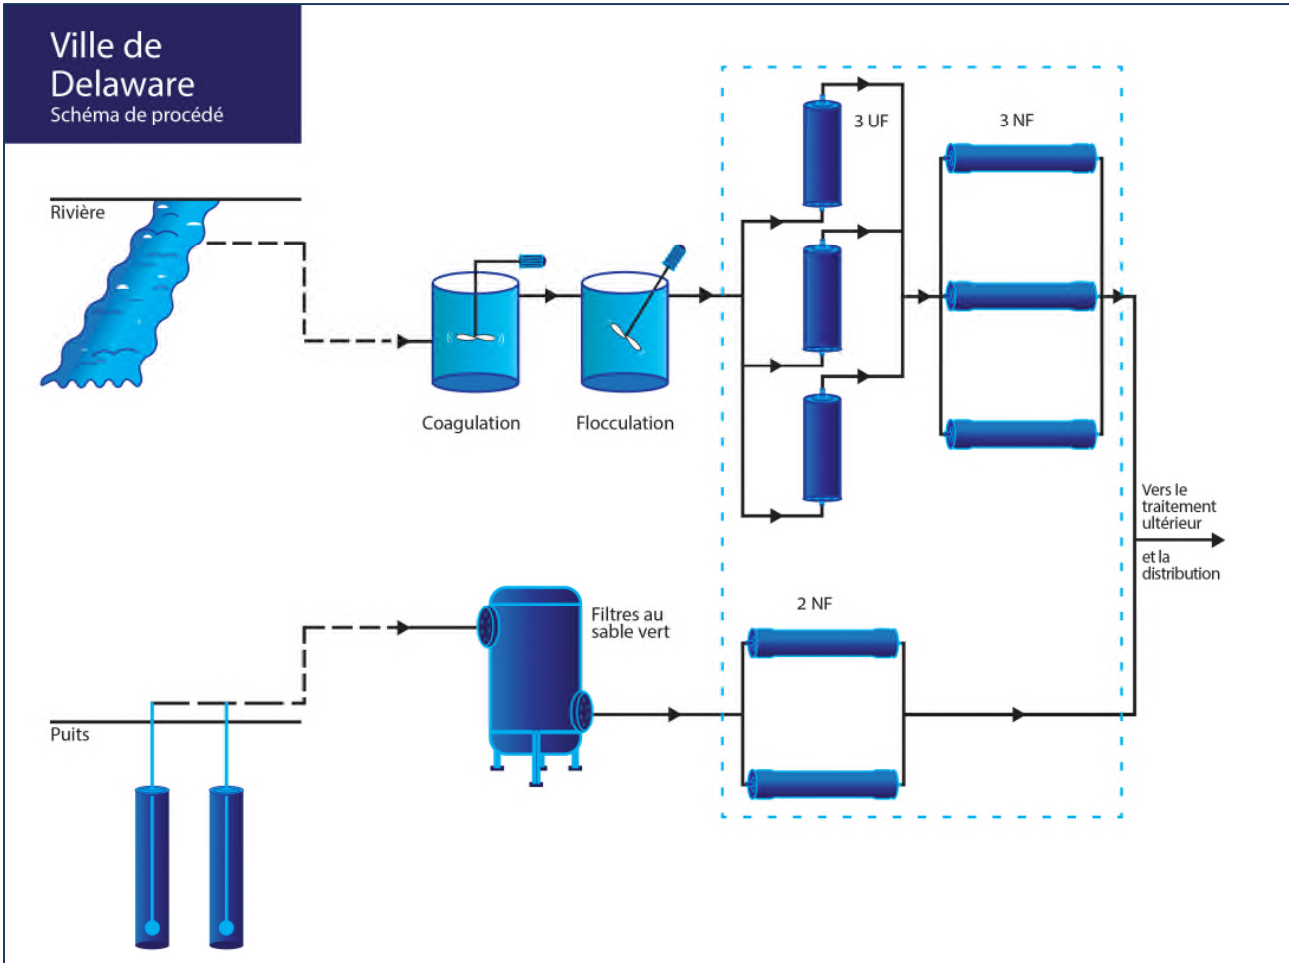 Ville de
Delaware
Schéma de procédé
3 UF
3 NF
Rivière
Coagulation
Flocculation
Vers le
traitement
ultérieur
et la
distribution
2 NF
Filtres au
sable vert
Puits